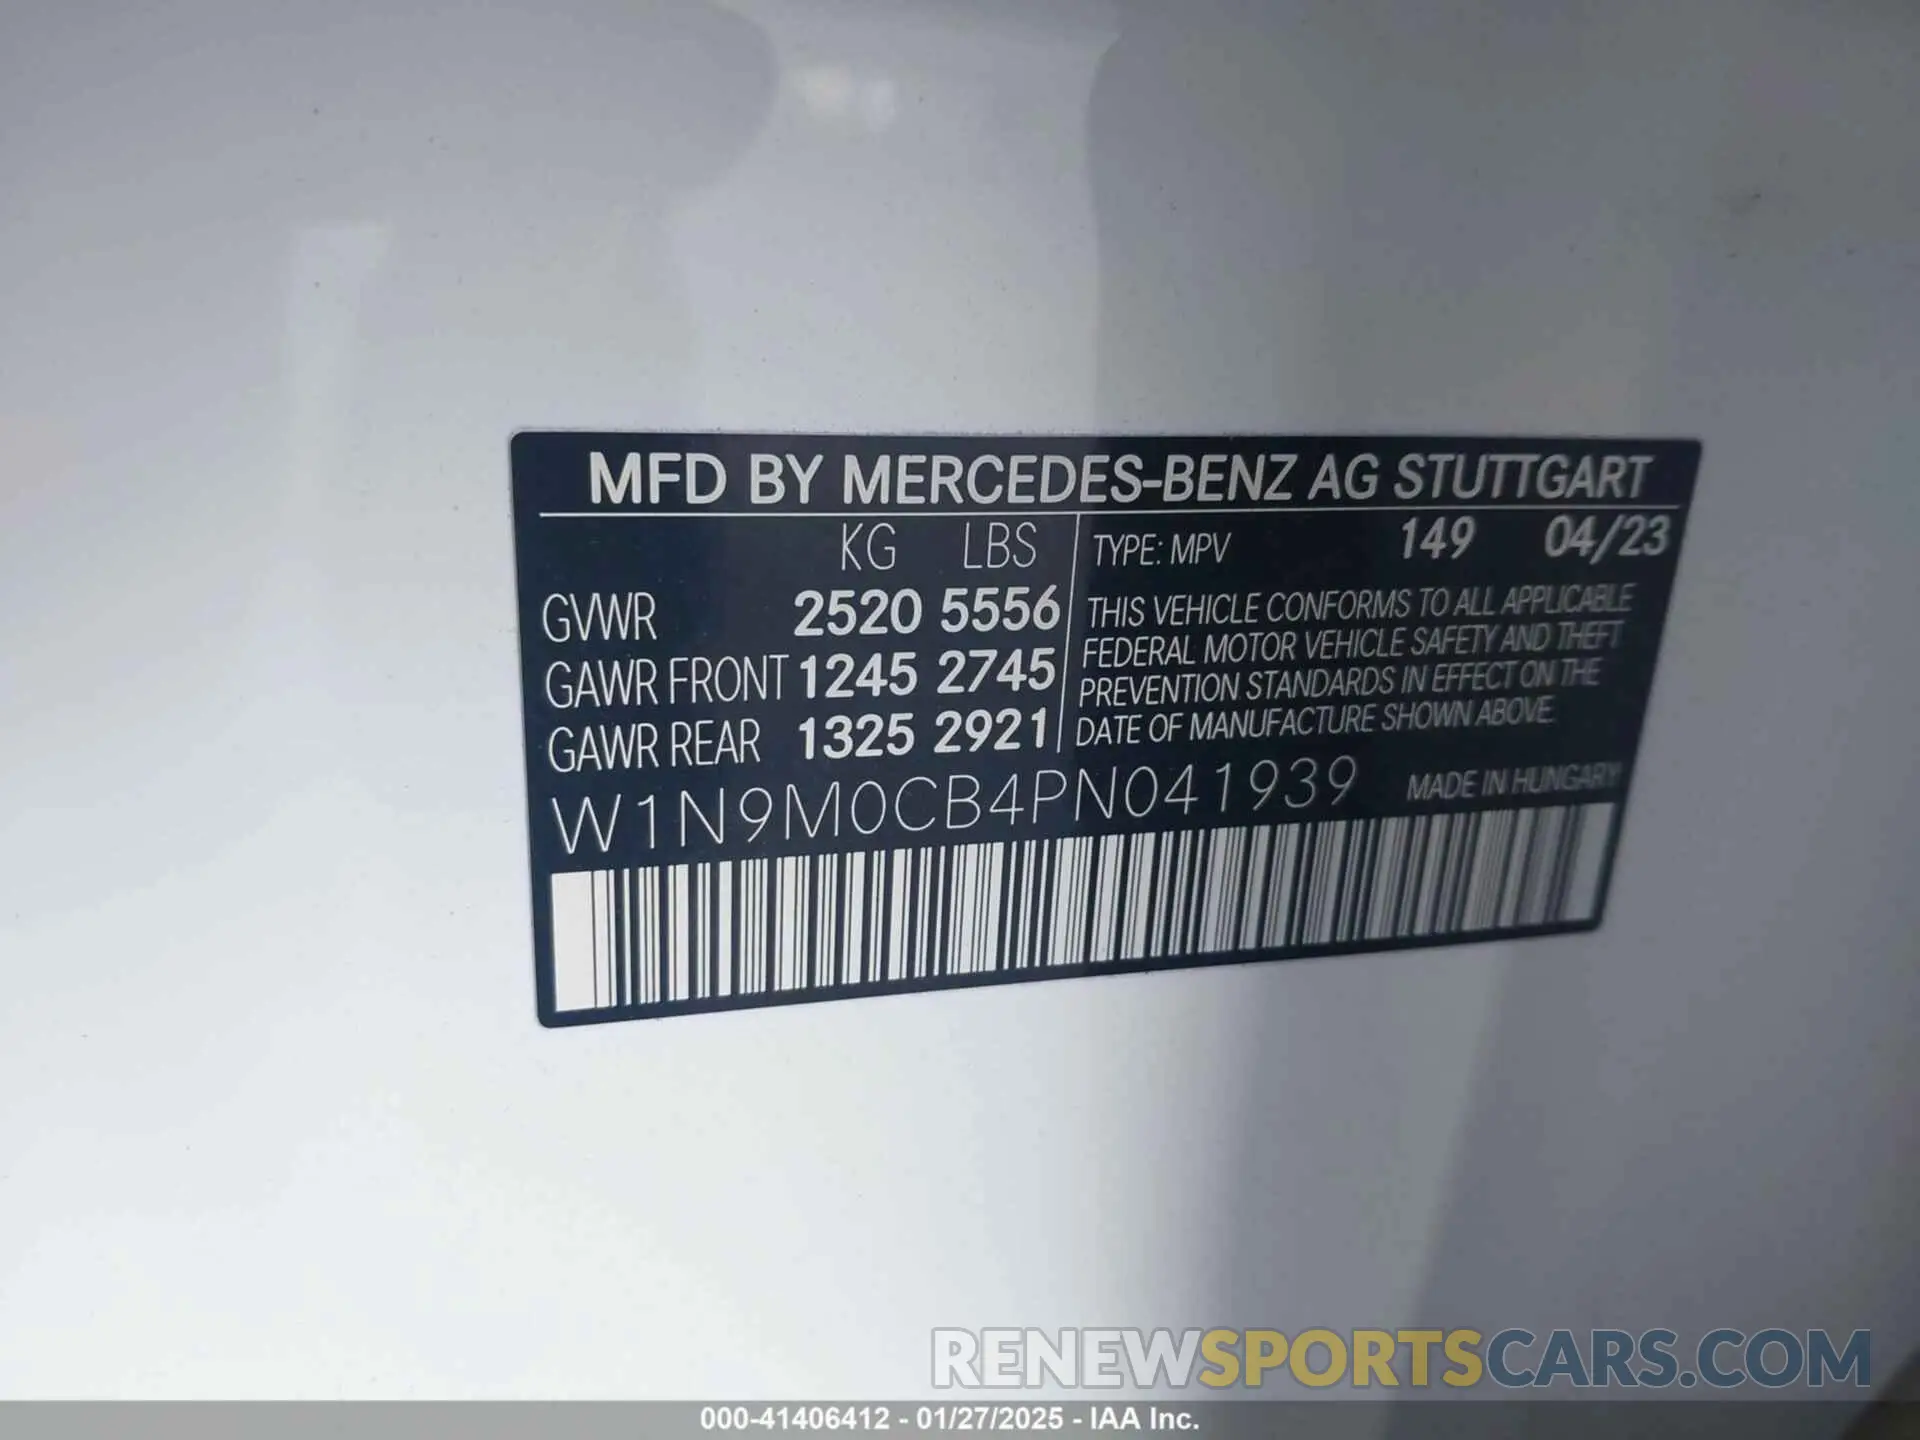 MFD BY MERCEDES-BENZ AG STUTTGART
KG LBS
GVWR 2520 5556
GAWR FRONT 1245 2745
GAWR REAR 1325 2921
TYPE: MPV 149 04/23
THIS VEHICLE CONFORMS TO ALL APPLICABLE
FEDERAL MOTOR VEHICLE SAFETY AND THEFT
PREVENTION STANDARDS IN EFFECT ON THE
DATE OF MANUFACTURE SHOWN ABOVE.
W1N9M0CB4PN041939 MADE IN HUNGARY
RENEWSPORTSCARS.COM
000-41406412 - 01/27/2025 - IAA Inc.